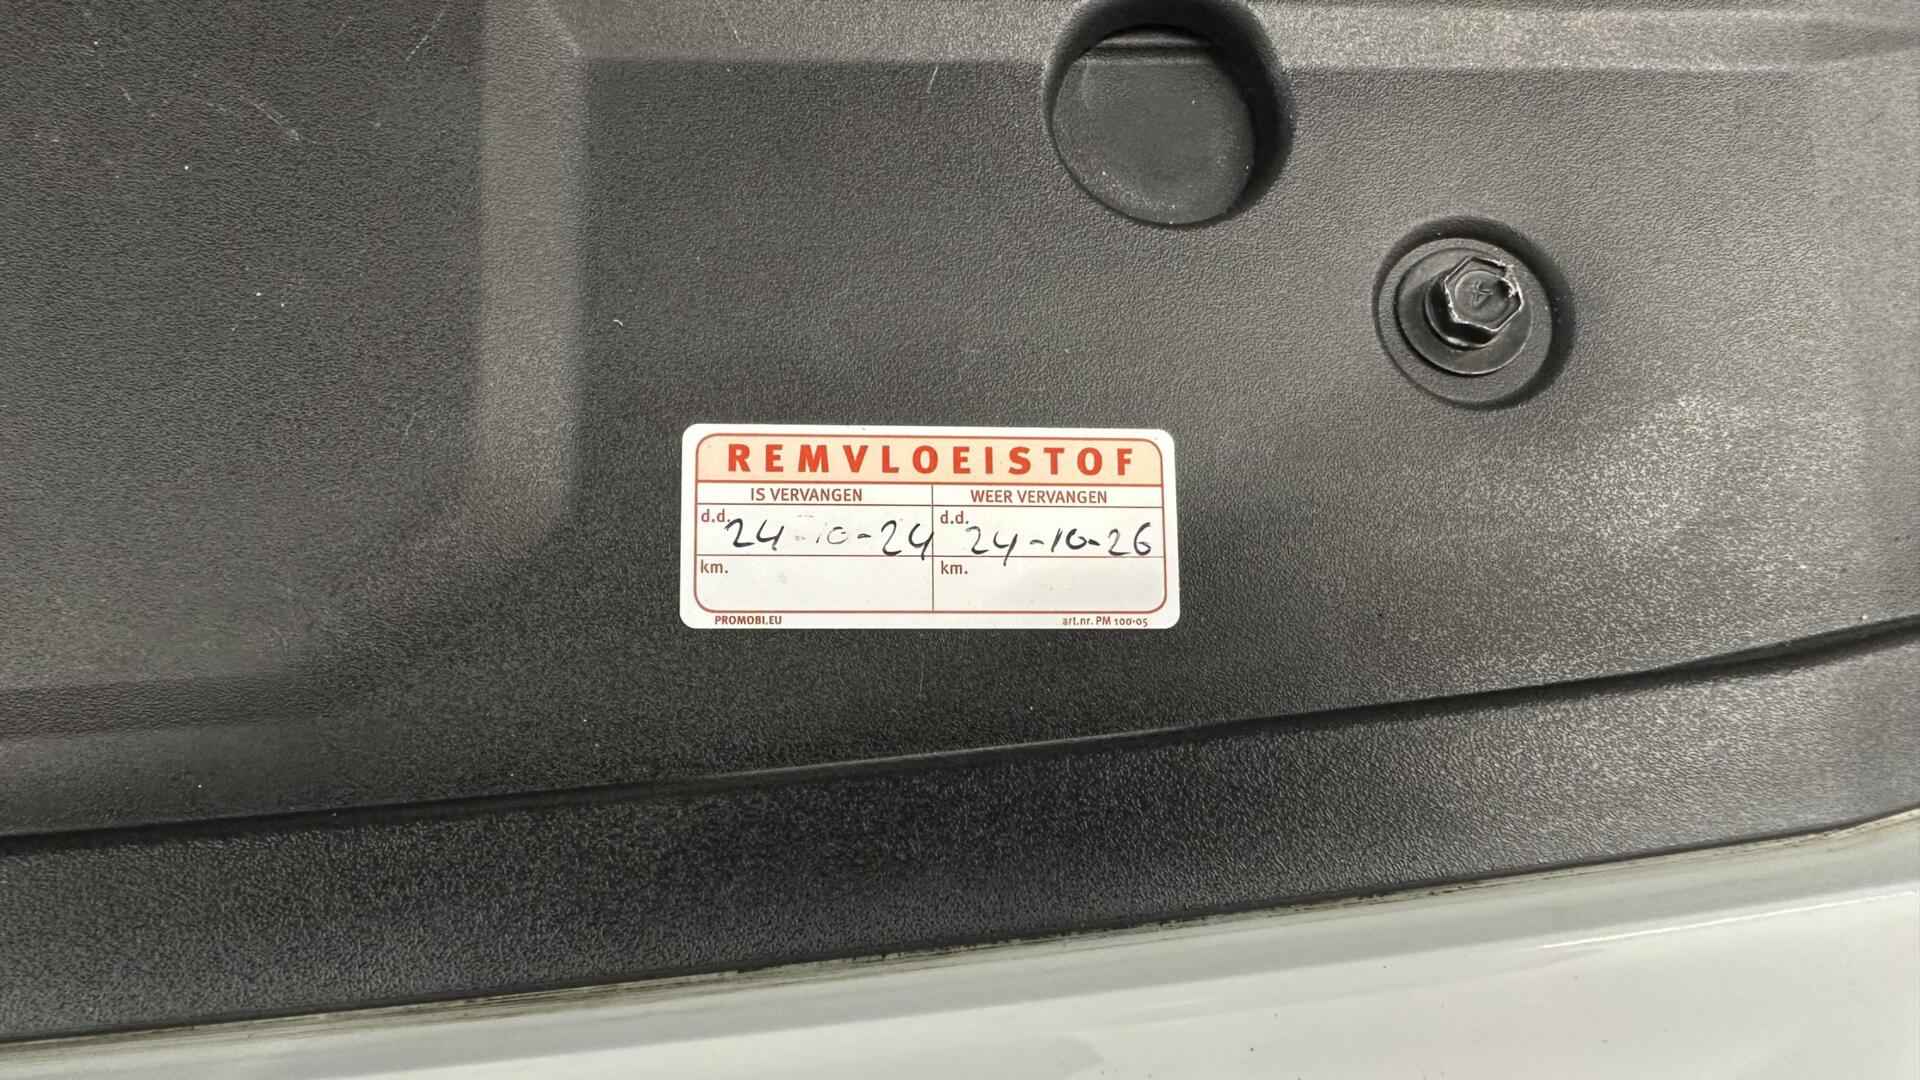 REMVLOEISTOF
IS VERVANGEN WEER VERVANGEN
d.d. 24-10-24 d.d. 24-10-26
km. km.
PROMOBI.EU art.nr. PM 100-05